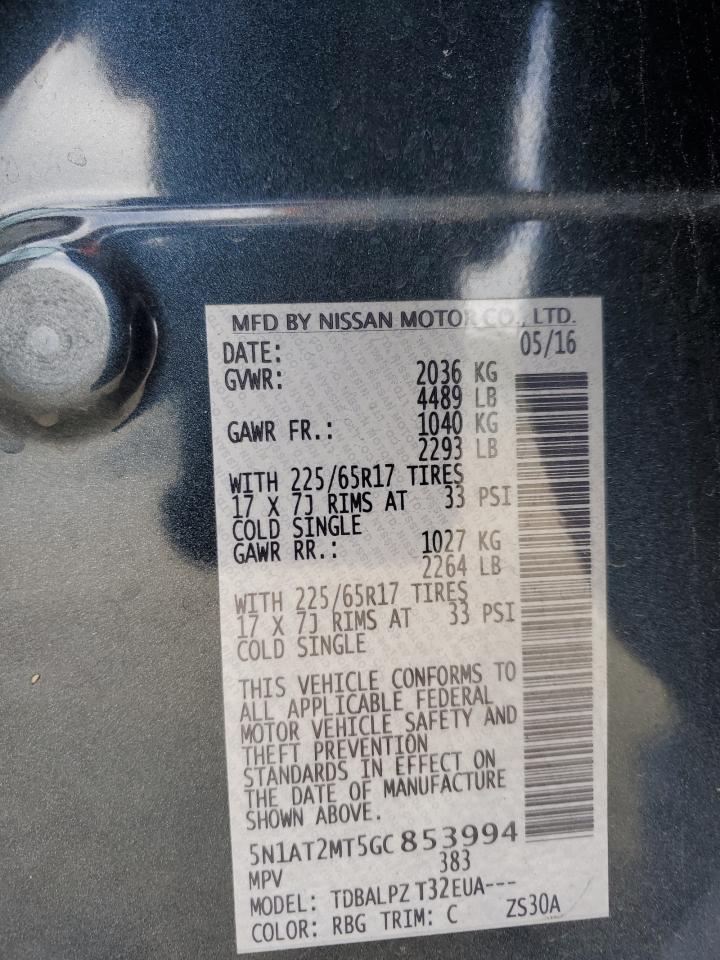 MFD BY NISSAN MOTOR CO., LTD.
DATE: 05/16
GVWR: 2036 KG
4489 LB
GAWR FR.: 1040 KG
2293 LB
WITH 225/65R17 TIRES
17 X 7J RIMS AT 33 PSI
COLD SINGLE
GAWR RR.: 1027 KG
2264 LB
WITH 225/65R17 TIRES
17 X 7J RIMS AT 33 PSI
COLD SINGLE
THIS VEHICLE CONFORMS TO
ALL APPLICABLE FEDERAL
MOTOR VEHICLE SAFETY AND
THEFT PREVENTION
STANDARDS IN EFFECT ON
THE DATE OF MANUFACTURE
SHOWN ABOVE.
5N1AT2MT5GC853994
MPV 383
MODEL: TDBALPZ T32EUA---
COLOR: RBG TRIM: C ZS30A